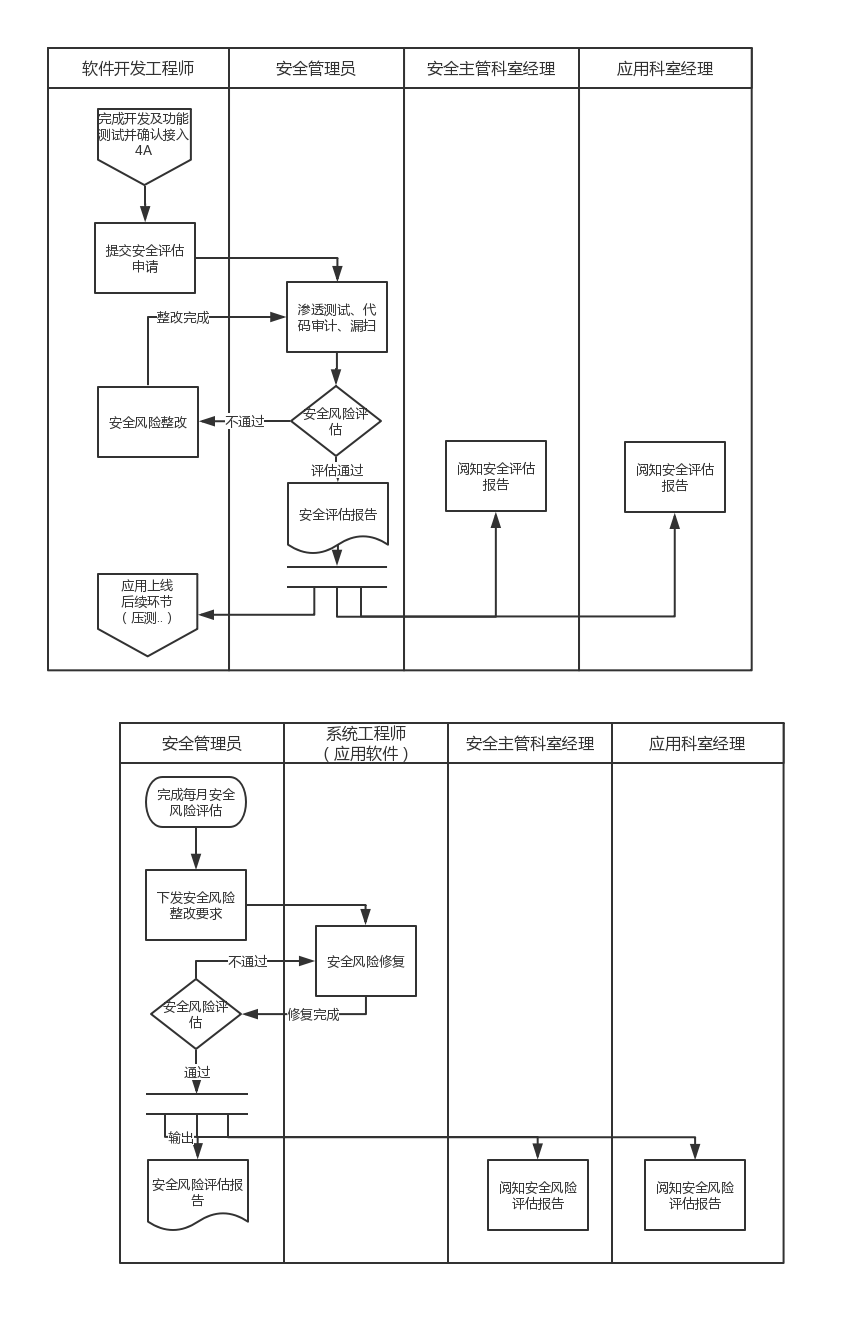 软件开发工程师
安全管理员
安全主管科室经理
应用科室经理
完成开发及功能
测试并确认接入
4A
提交安全评估
申请
渗透测试、代
码审计、漏扫
整改完成
安全风险整改
不通过
安全风险评
估
评估通过
安全评估报告
阅知安全评估
报告
阅知安全评估
报告
应用上线
后续环节
（压测..）
安全管理员
系统工程师
（应用软件）
安全主管科室经理
应用科室经理
完成每月安全
风险评估
下发安全风险
整改要求
不通过
安全风险修复
安全风险评
估
修复完成
通过
输出
安全风险评估报
告
阅知安全风险
评估报告
阅知安全风险
评估报告